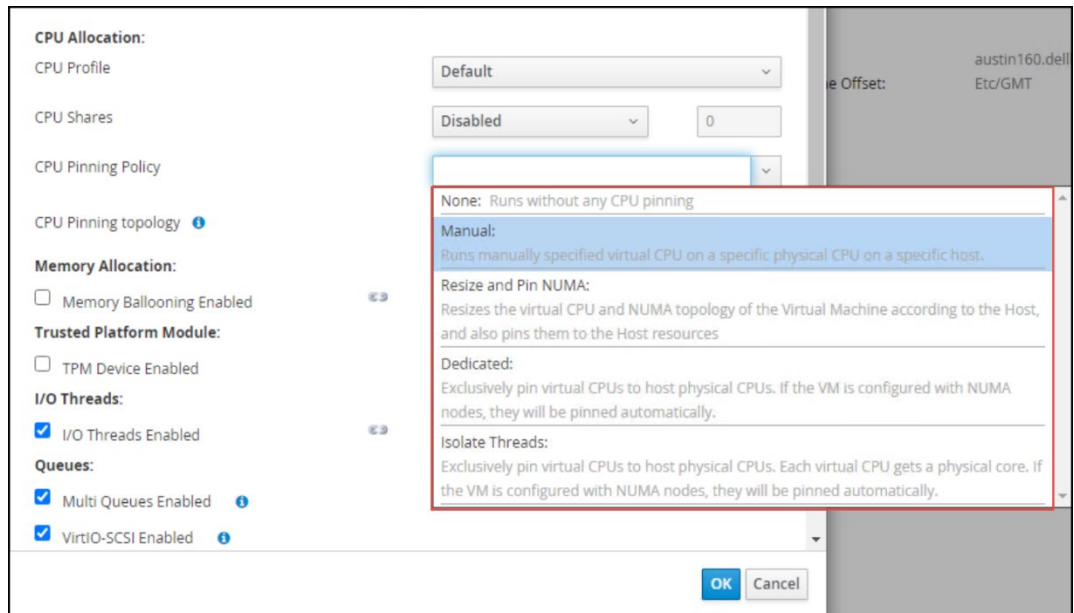 CPU Allocation:
CPU Profile
Default
austin160.dell
e Offset:
Etc/GMT
CPU Shares
Disabled
0
CPU Pinning Policy
None: Runs without any CPU pinning
CPU Pinning topology
Manual:
Runs manually specified virtual CPU on a specific physical CPU on a specific host.
Memory Allocation:
Memory Ballooning Enabled
Resize and Pin NUMA:
Resizes the virtual CPU and NUMA topology of the Virtual Machine according to the Host,
and also pins them to the Host resources
Trusted Platform Module:
TPM Device Enabled
Dedicated:
Exclusively pin virtual CPUs to host physical CPUs. If the VM is configured with NUMA
nodes, they will be pinned automatically.
I/O Threads:
I/O Threads Enabled
Isolate Threads:
Exclusively pin virtual CPUs to host physical CPUs. Each virtual CPU gets a physical core. If
the VM is configured with NUMA nodes, they will be pinned automatically.
Queues:
Multi Queues Enabled
VirtIO-SCSI Enabled
OK
Cancel